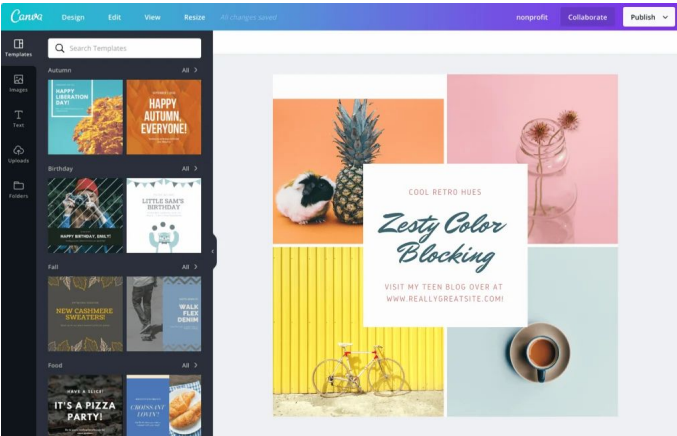 Canva
Design
Edit
View
Resize
All changes saved
nonprofit
Collaborate
Publish
Templates
Images
Text
Uploads
Folders
Search Templates
Autumn
All
HAPPY
LIBERATION
DAY!
HAPPY
AUTUMN,
EVERYONE!
Birthday
All
HAPPY BIRTHDAY, EMILY!
LITTLE SAM'S
BIRTHDAY
Fall
All
NEW CASHMERE
SWEATERS!
WALK
FLEX
DENIM
Food
All
HAVE A SLICE!
IT'S A PIZZA
PARTY!
CROISSANT
LOVIN'!
COOL RETRO HUES
Zesty Color
Blocking
VISIT MY TEEN BLOG OVER AT
WWW.REALLYGREATSITE.COM!